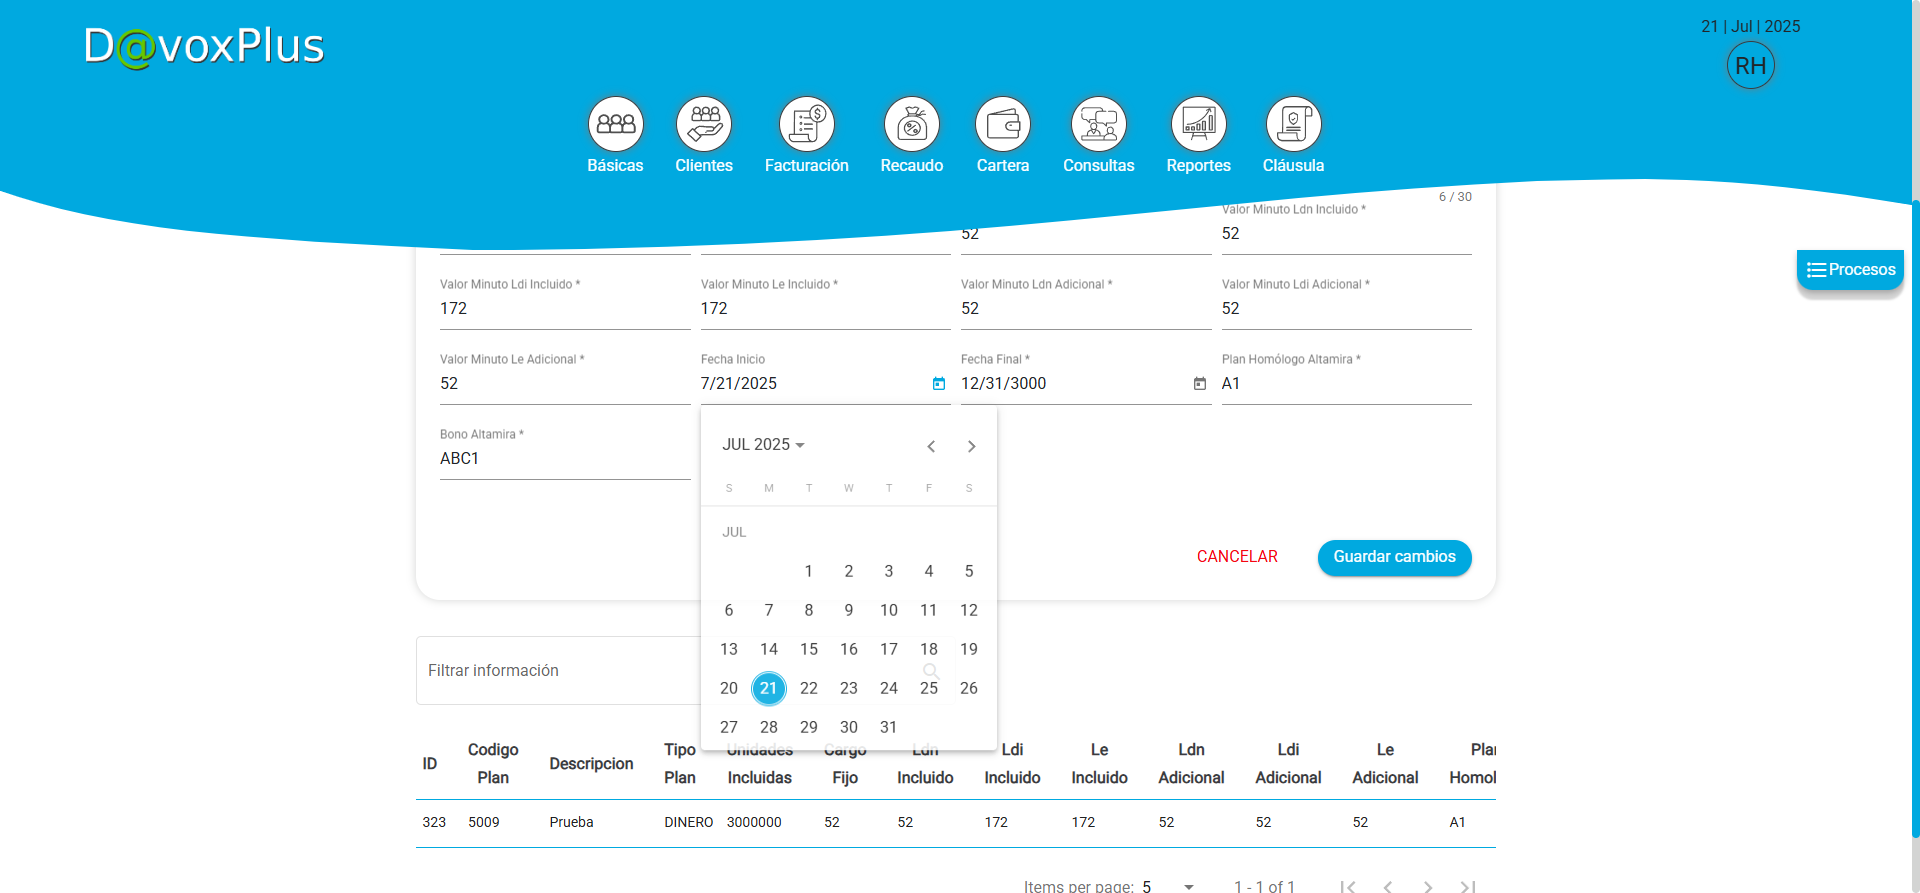 D@voxPlus
21 | Jul | 2025
RH
Básicas Clientes Facturación Recaudo Cartera Consultas Reportes Cláusula
6 / 30
Valor Minuto Ldn Incluido *
52 52
Procesos
Valor Minuto Ldi Incluido * Valor Minuto Le Incluido * Valor Minuto Ldn Adicional * Valor Minuto Ldi Adicional *
172 172 52 52
Valor Minuto Le Adicional * Fecha Inicio Fecha Final * Plan Homólogo Altamira *
52 7/21/2025 12/31/3000 A1
Bono Altamira *
ABC1
JUL 2025
S M T W T F S
JUL
1 2 3 4 5
6 7 8 9 10 11 12
13 14 15 16 17 18 19
20 21 22 23 24 25 26
27 28 29 30 31
CANCELAR Guardar cambios
Filtrar información
ID Codigo Plan Descripcion Tipo Plan Unidades Incluidas Cargo Fijo Ldn Incluido Ldi Incluido Le Incluido Ldn Adicional Ldi Adicional Le Adicional Plan Homol
323 5009 Prueba DINERO 3000000 52 52 172 172 52 52 52 A1
Items per page: 5 1 - 1 of 1